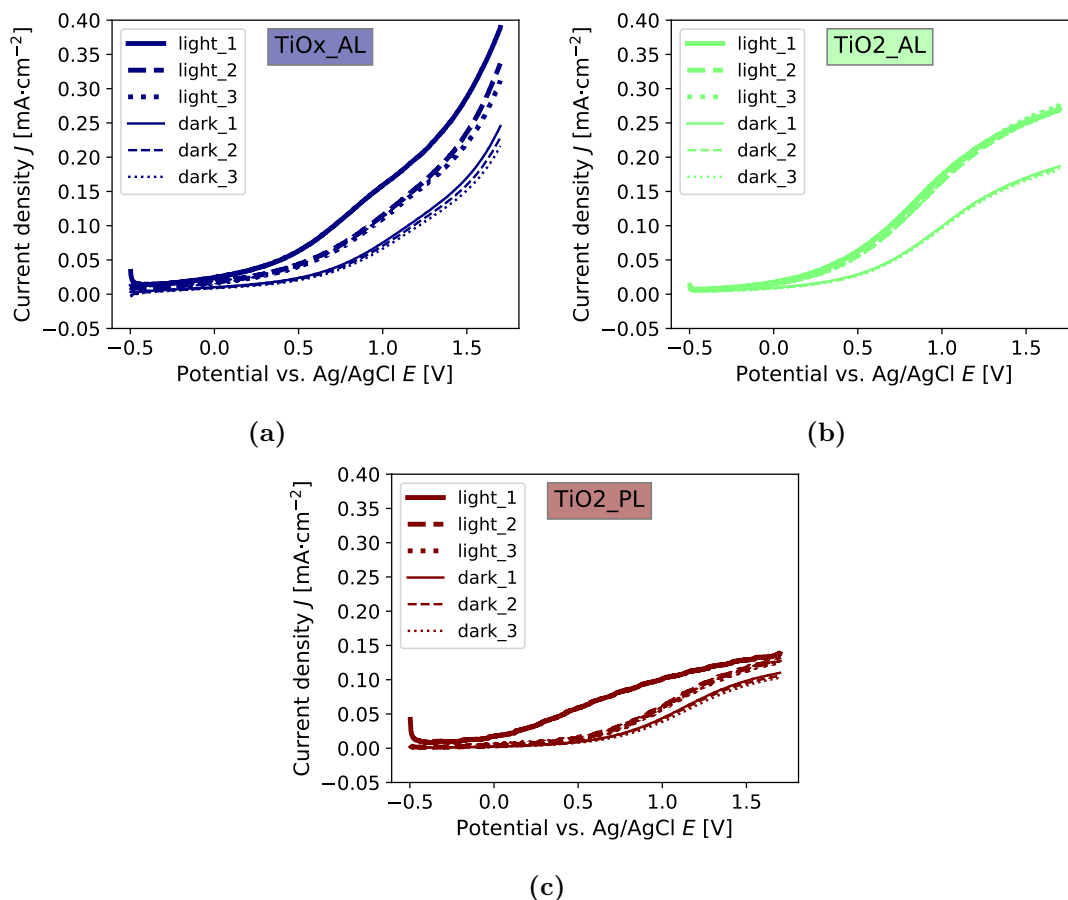 Current density J [mA·cm−2]
0.40
0.35
0.30
0.25
0.20
0.15
0.10
0.05
0.00
−0.05
light_1
light_2
light_3
dark_1
dark_2
dark_3
TiOx_AL
−0.5 0.0 0.5 1.0 1.5
Potential vs. Ag/AgCl E [V]
(a)
Current density J [mA·cm−2]
0.40
0.35
0.30
0.25
0.20
0.15
0.10
0.05
0.00
−0.05
light_1
light_2
light_3
dark_1
dark_2
dark_3
TiO2_AL
−0.5 0.0 0.5 1.0 1.5
Potential vs. Ag/AgCl E [V]
(b)
Current density J [mA·cm−2]
0.40
0.35
0.30
0.25
0.20
0.15
0.10
0.05
0.00
−0.05
light_1
light_2
light_3
dark_1
dark_2
dark_3
TiO2_PL
−0.5 0.0 0.5 1.0 1.5
Potential vs. Ag/AgCl E [V]
(c)